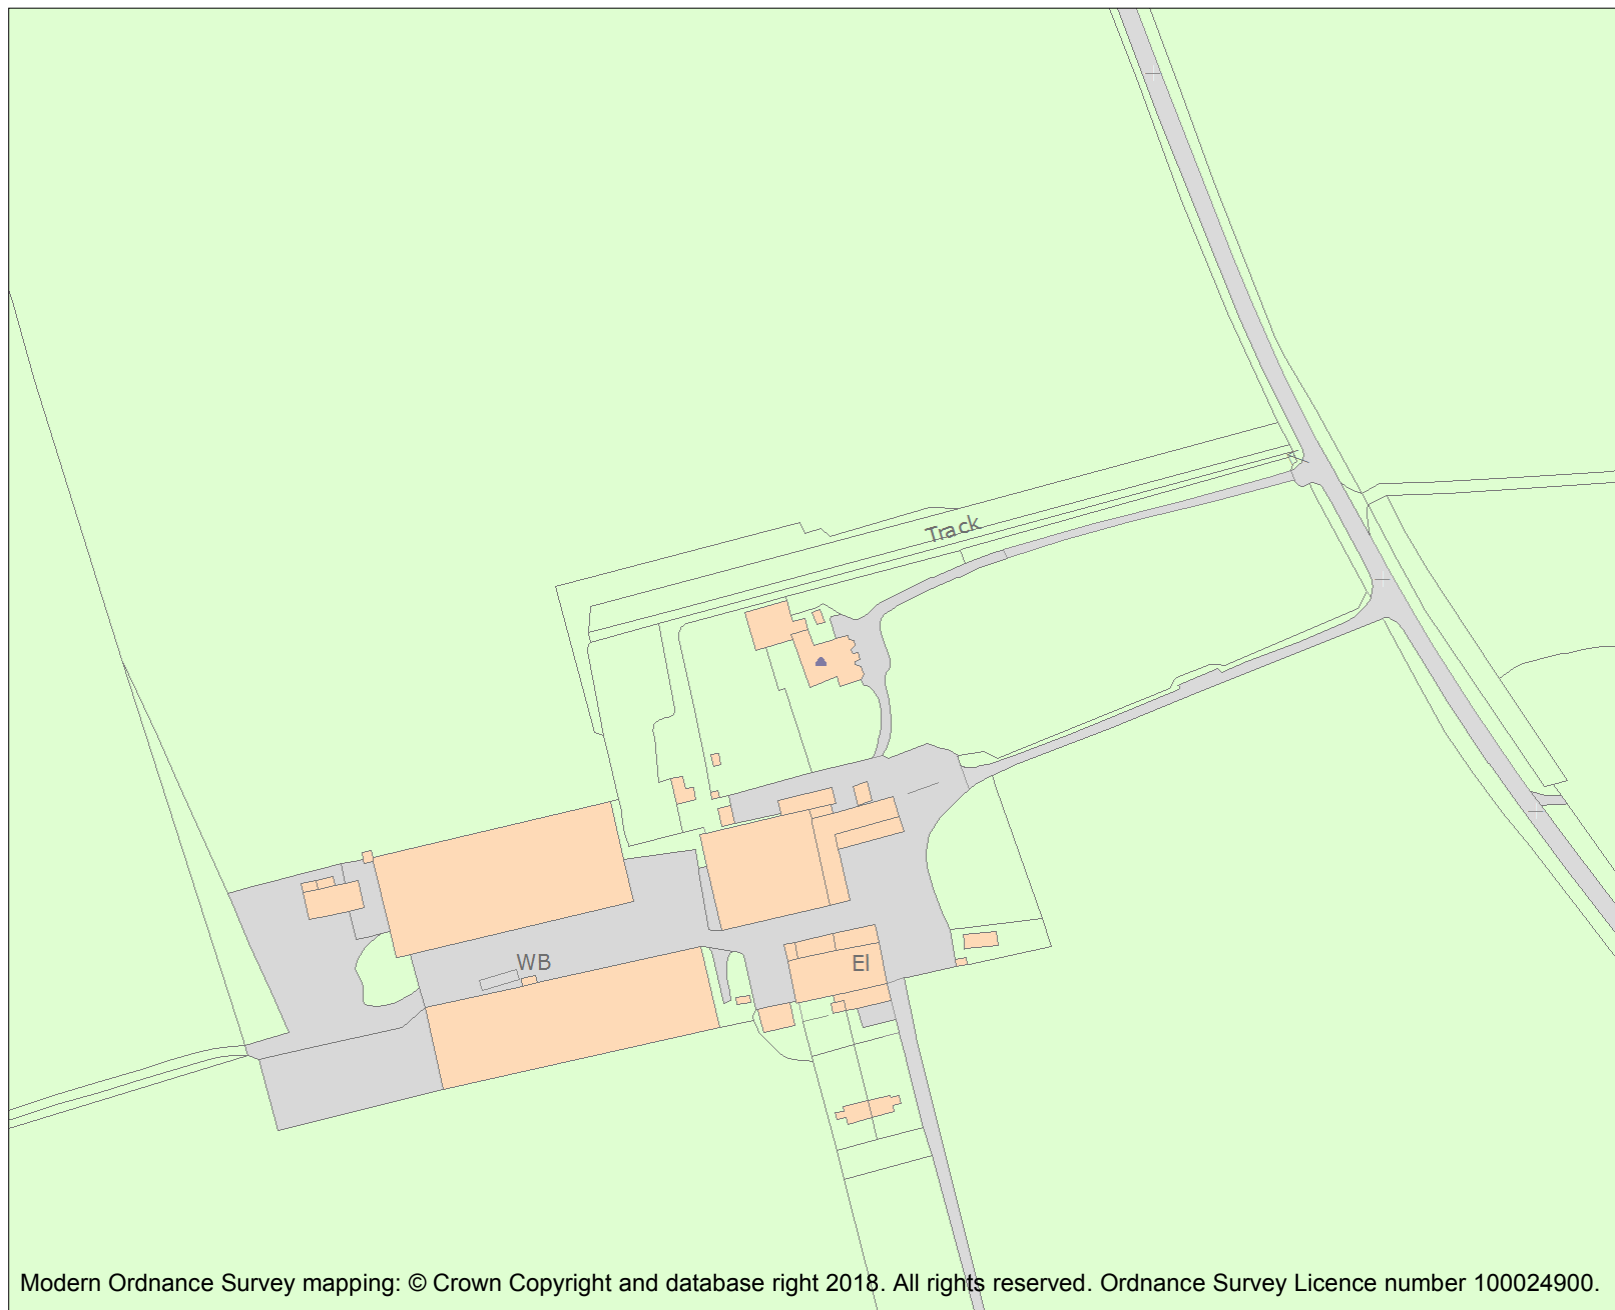 Track
WB
El
Modern Ordnance Survey mapping: © Crown Copyright and database right 2018. All rights reserved. Ordnance Survey Licence number 100024900.